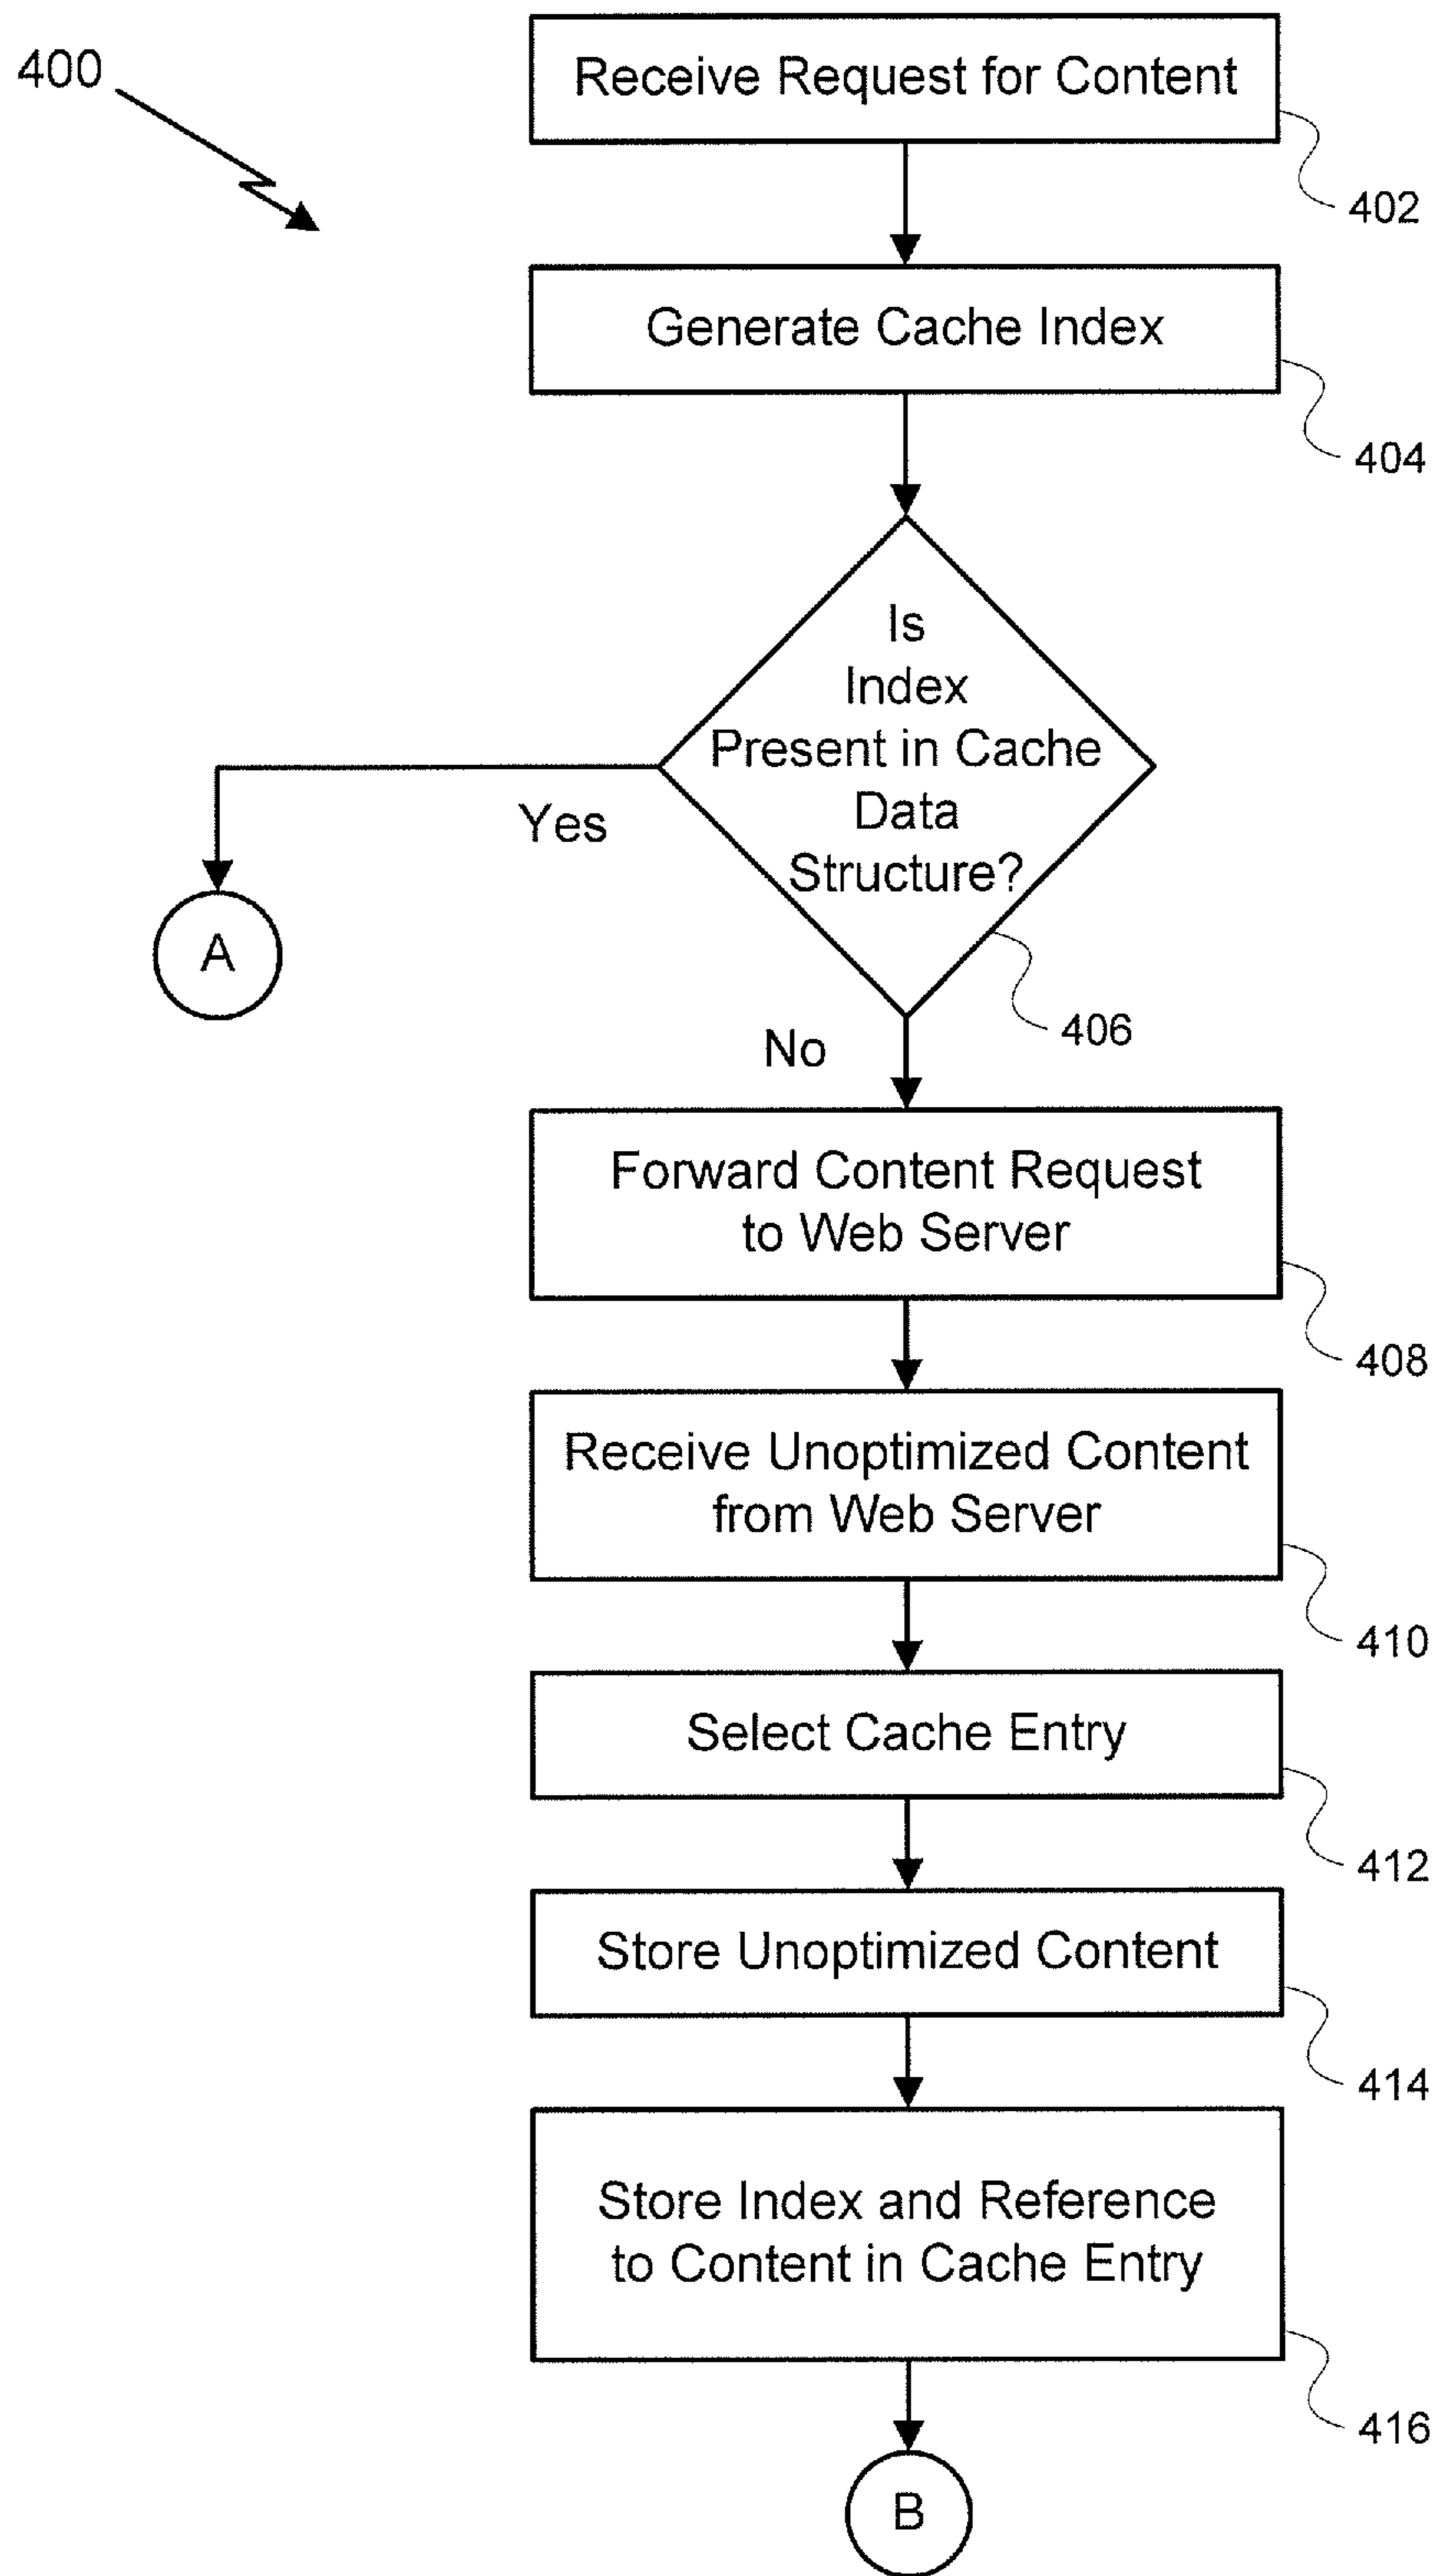 400
Receive Request for Content
402
Generate Cache Index
404
Is
Index
Present in Cache
Data
Structure?
406
Yes
A
No
Forward Content Request
to Web Server
408
Receive Unoptimized Content
from Web Server
410
Select Cache Entry
412
Store Unoptimized Content
414
Store Index and Reference
to Content in Cache Entry
416
B